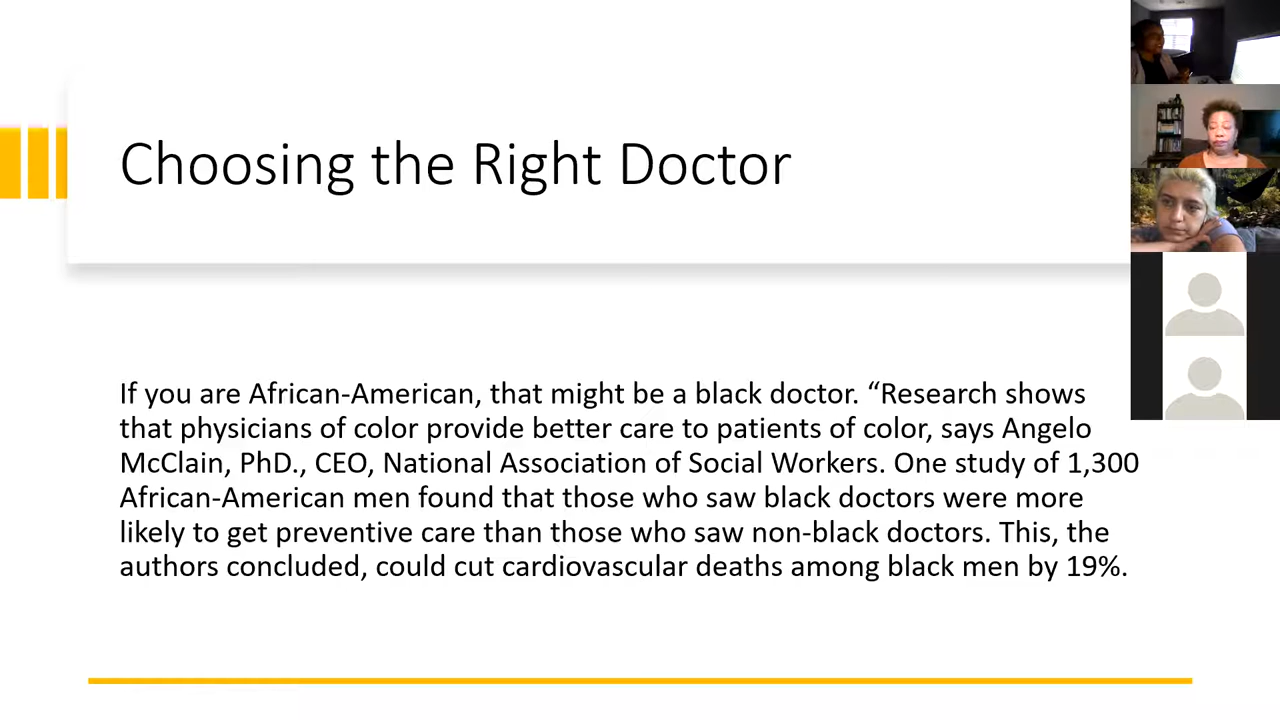 Choosing the Right Doctor
If you are African-American, that might be a black doctor. “Research shows
that physicians of color provide better care to patients of color, says Angelo
McClain, PhD., CEO, National Association of Social Workers. One study of 1,300
African-American men found that those who saw black doctors were more
likely to get preventive care than those who saw non-black doctors. This, the
authors concluded, could cut cardiovascular deaths among black men by 19%.